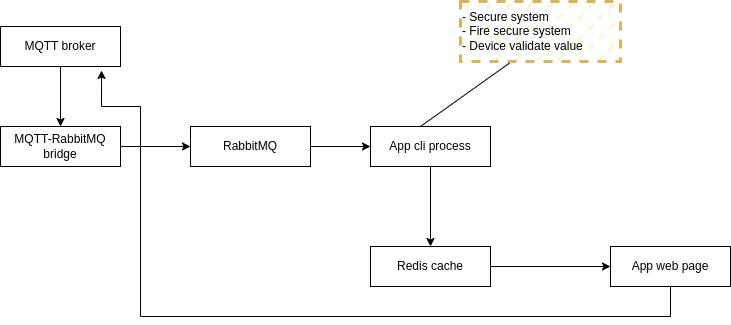 - Secure system
- Fire secure system
- Device validate value
MQTT broker
MQTT-RabbitMQ
bridge
RabbitMQ
App cli process
Redis cache
App web page